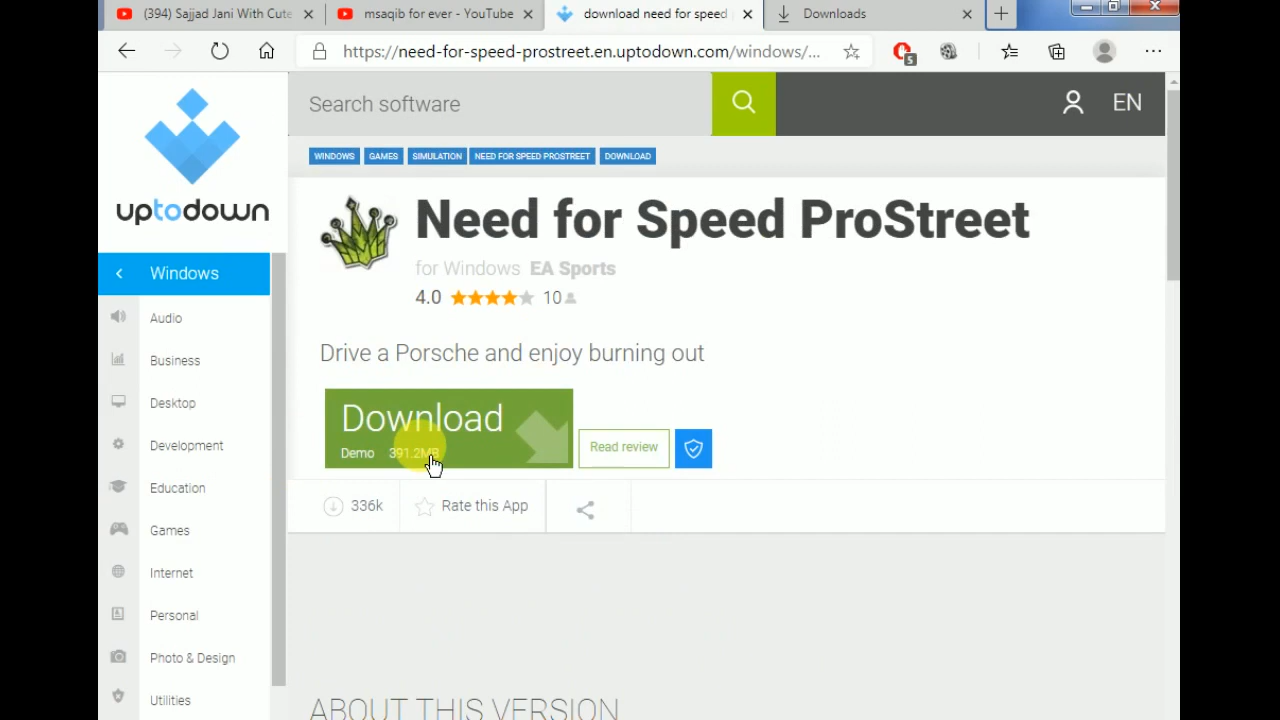 (394) Sajjad Jani With Cute
msaqib for ever - YouTube
download need for speed
Downloads
https://need-for-speed-prostreet.en.uptodown.com/windows/...
5
Search software
EN
uptodown
WINDOWS
GAMES
SIMULATION
NEED FOR SPEED PROSTREET
DOWNLOAD
Need for Speed ProStreet
for Windows EA Sports
4.0
10
Drive a Porsche and enjoy burning out
Download
Demo 391.2MB
Read review
336k
Rate this App
Windows
Audio
Business
Desktop
Development
Education
Games
Internet
Personal
Photo & Design
Utilities
ABOUT THIS VERSION